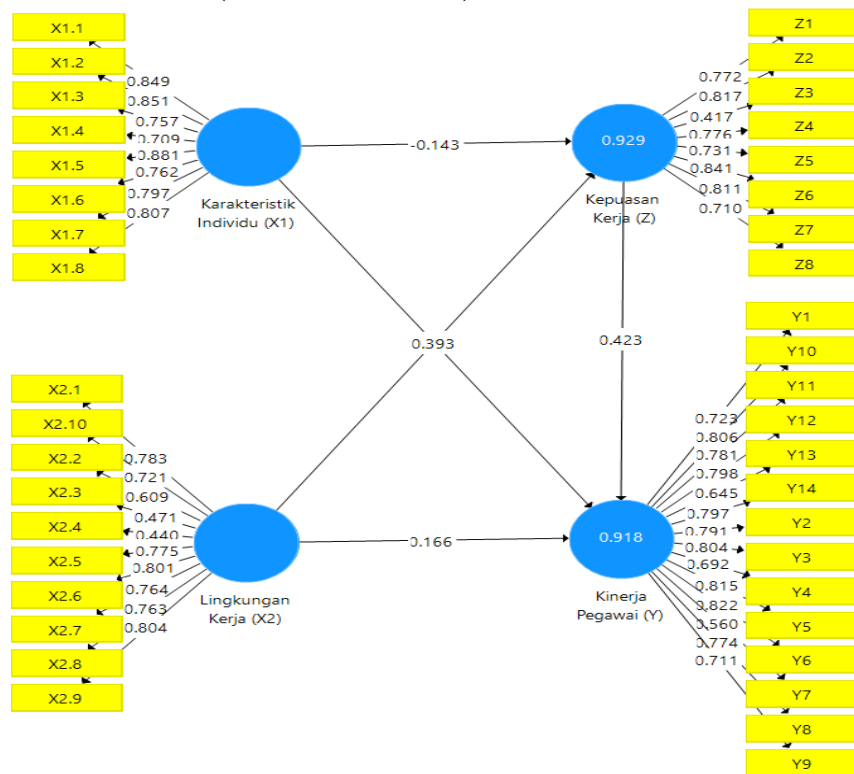 X1.1
X1.2
X1.3
X1.4
X1.5
X1.6
X1.7
X1.8
0.849
0.851
0.757
0.709
0.881
0.762
0.797
0.807
Karakteristik
Individu (X1)
-0.143
0.929
Kepuasan
Kerja (Z)
0.772
0.817
0.417
0.776
0.731
0.841
0.811
0.710
Z1
Z2
Z3
Z4
Z5
Z6
Z7
Z8
0.393
0.423
X2.1
X2.10
X2.2
X2.3
X2.4
X2.5
X2.6
X2.7
X2.8
X2.9
0.783
0.721
0.609
0.471
0.440
0.775
0.801
0.764
0.763
0.804
Lingkungan
Kerja (X2)
0.166
0.918
Kinerja
Pegawai (Y)
0.723
0.806
0.781
0.798
0.645
0.797
0.791
0.804
0.692
0.815
0.822
0.560
0.774
0.711
Y1
Y10
Y11
Y12
Y13
Y14
Y2
Y3
Y4
Y5
Y6
Y7
Y8
Y9